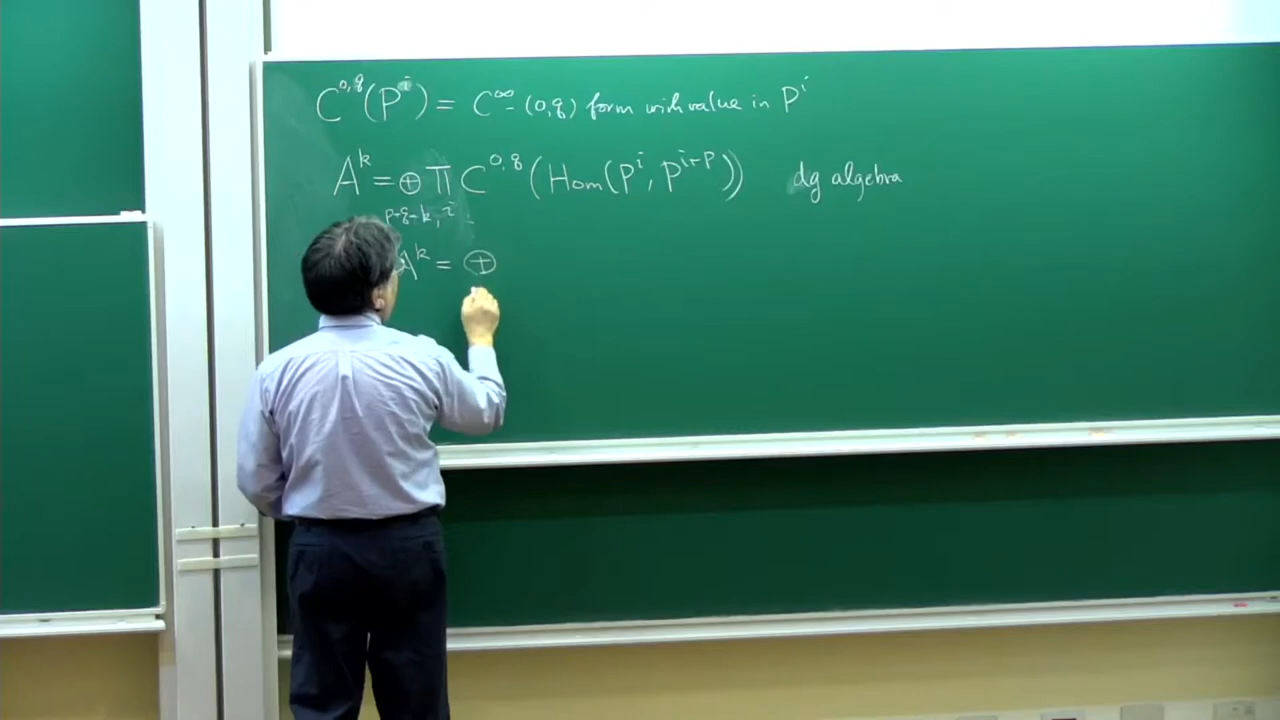 C^{0,q}(P^i) = C^∞-(0,q) form with value in P^i
A^k = ⊕ Π C^{0,q}(Hom(P^i, P^{i+p})) dg algebra
p+q=k, i
A^k = ⊕